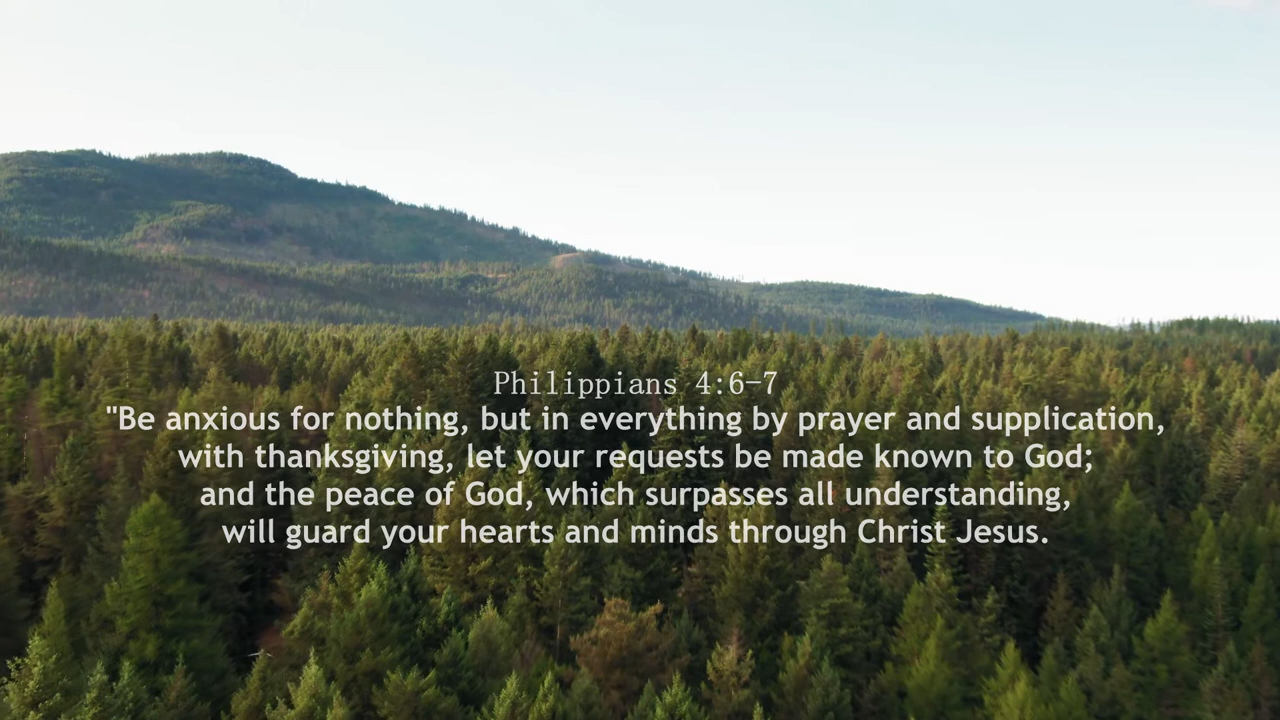 Philippians 4:6-7
"Be anxious for nothing, but in everything by prayer and supplication,
with thanksgiving, let your requests be made known to God;
and the peace of God, which surpasses all understanding,
will guard your hearts and minds through Christ Jesus.